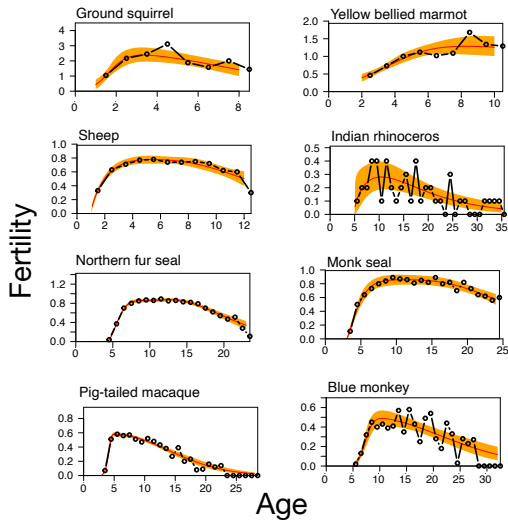 Ground squirrel
Yellow bellied marmot
4
3
2
1
0
0 2 4 6 8
2.0
1.5
1.0
0.5
0.0
0 2 4 6 8 10
Sheep
Indian rhinoceros
1.0
0.8
0.6
0.4
0.2
0.0
0 2 4 6 8 10 12
0.5
0.4
0.3
0.2
0.1
0.0
0 5 10 15 20 25 30 35
Fertility
Northern fur seal
Monk seal
1.2
0.8
0.4
0.0
0 5 10 15 20
1.0
0.8
0.6
0.4
0.2
0.0
5 10 15 20 25
Pig-tailed macaque
Blue monkey
0.8
0.6
0.4
0.2
0.0
0 5 10 15 20 25
0.6
0.4
0.2
0.0
0 5 10 15 20 25 30
Age